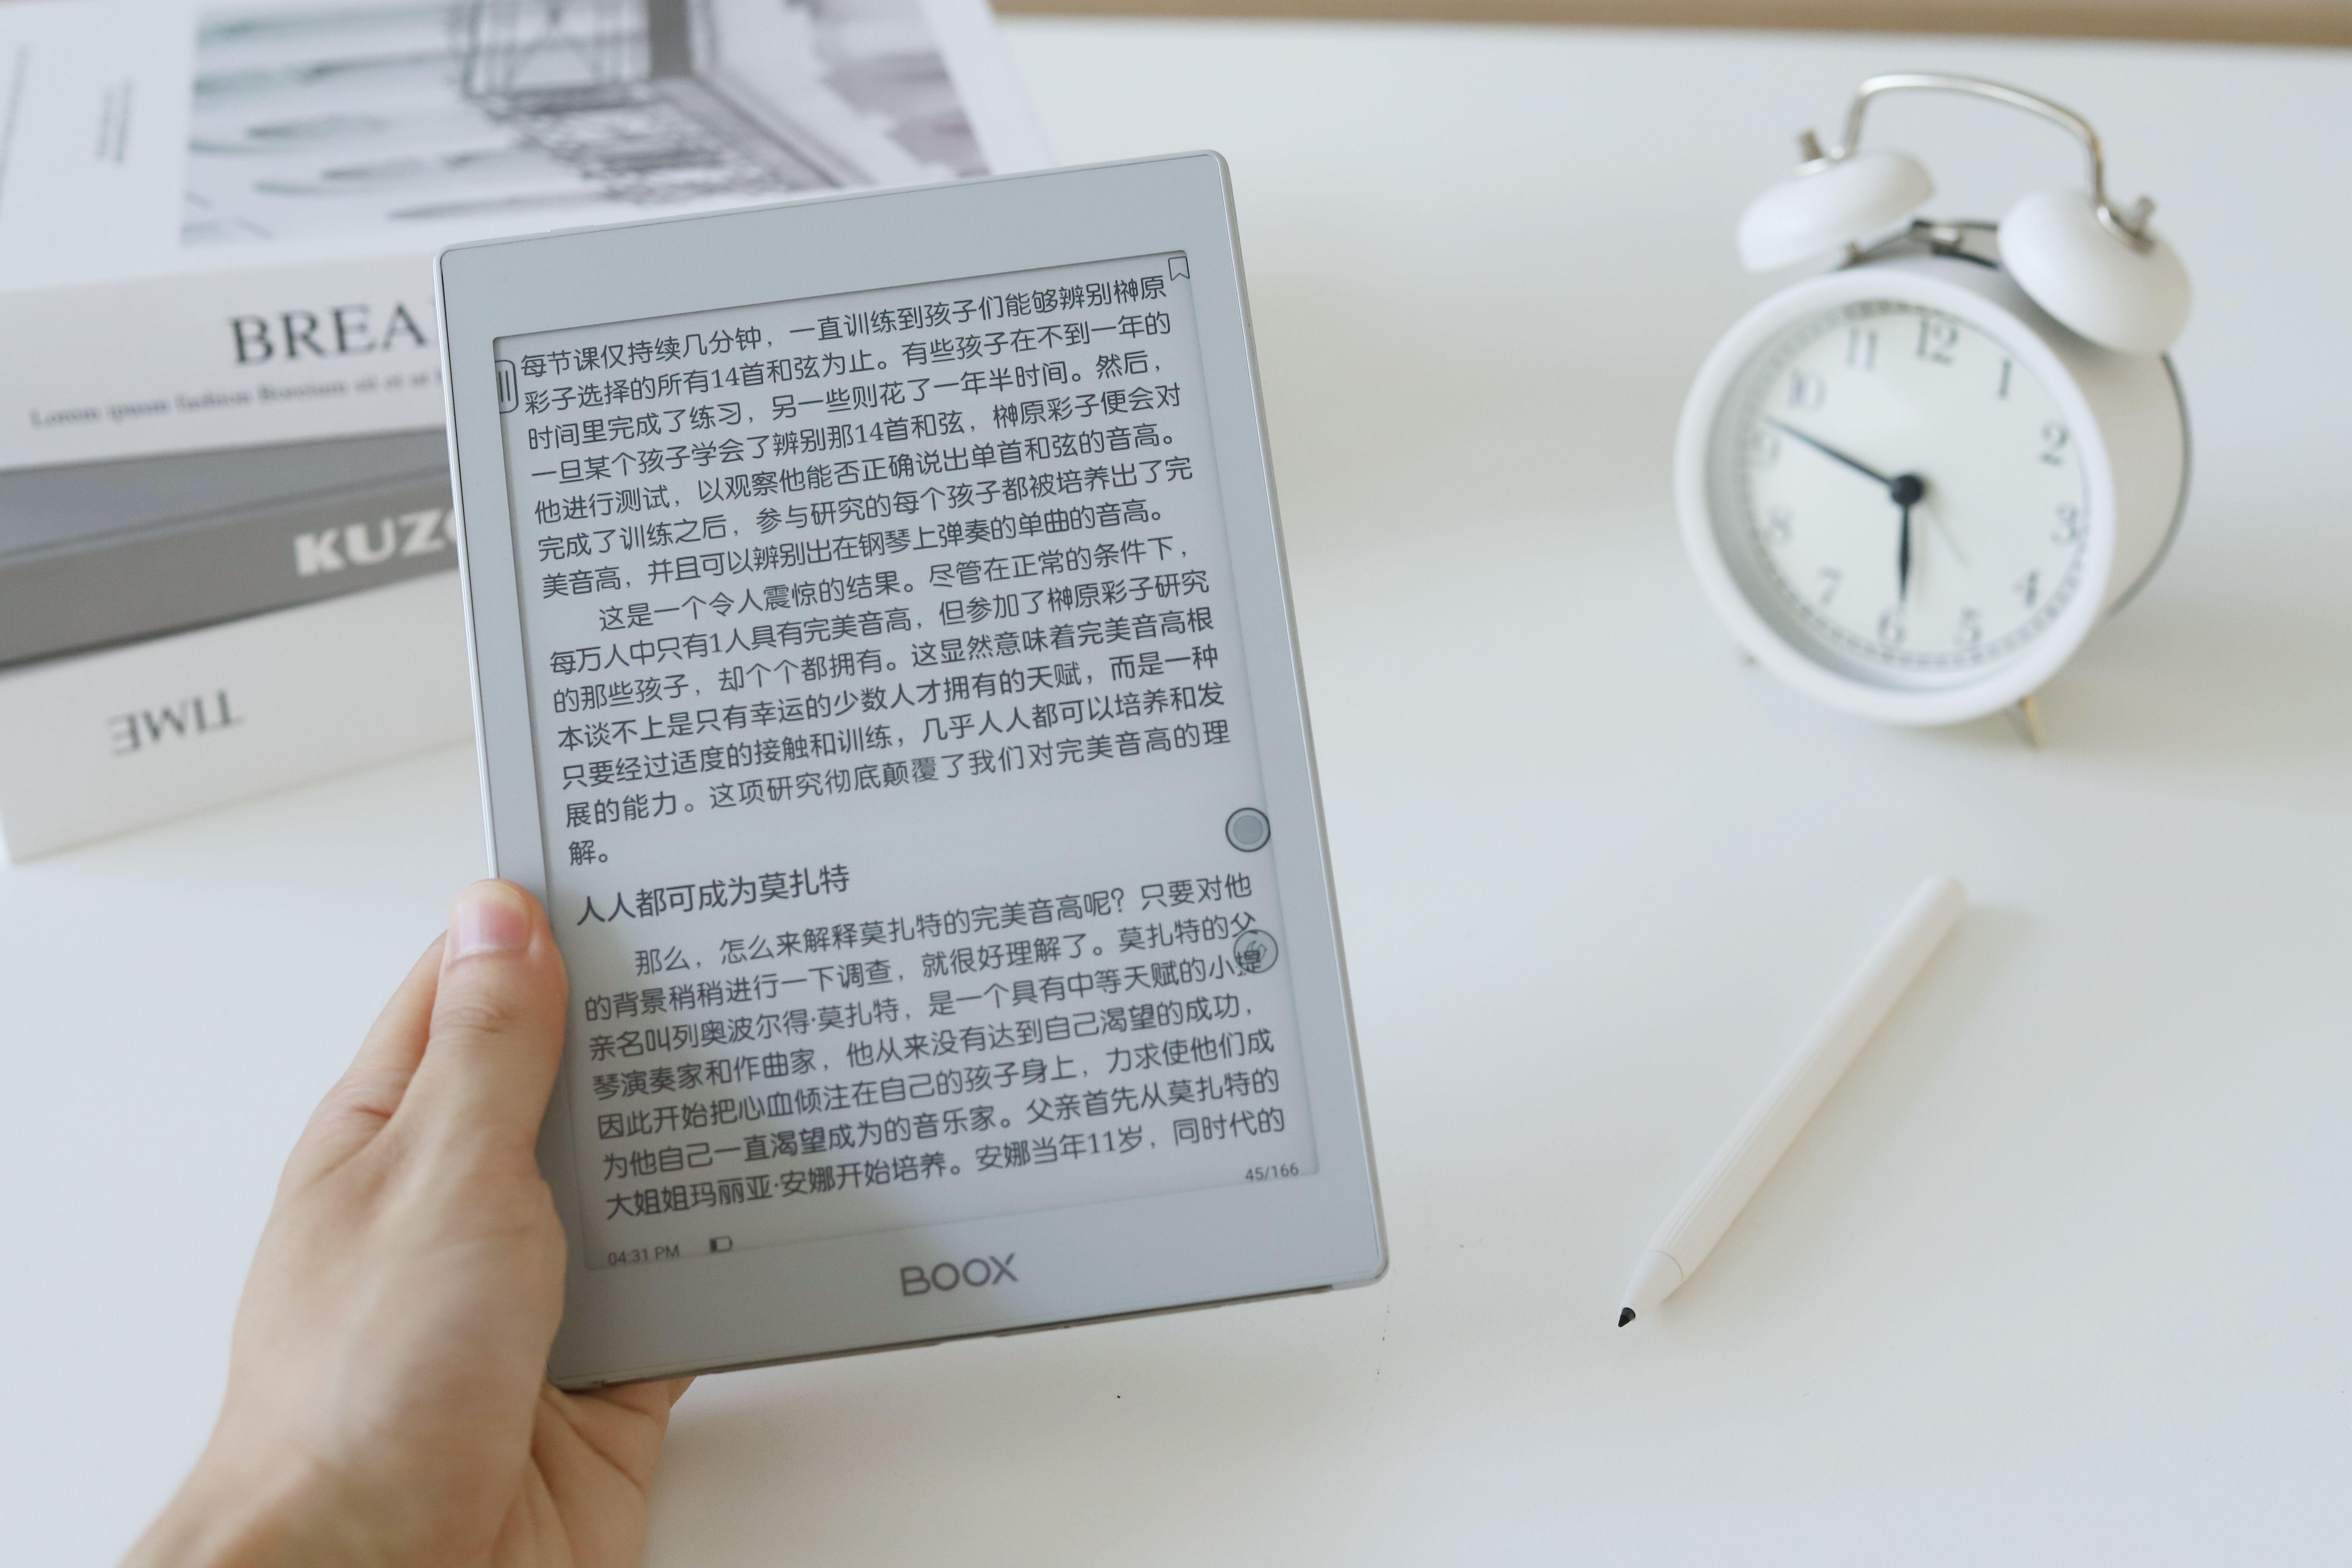 BREA
Lorem ipsum fashion Bostium sit et at
KUZ
TIME
每节课仅持续几分钟，一直训练到孩子们能够辨别榊原
彩子选择的所有14首和弦为止。有些孩子在不到一年的
时间里完成了练习，另一些则花了一年半时间。然后，
一旦某个孩子学会了辨别那14首和弦，榊原彩子便会对
他进行测试，以观察他能否正确说出单首和弦的音高。
完成了训练之后，参与研究的每个孩子都被培养出了完
美音高，并且可以辨别出在钢琴上弹奏的单曲的音高。
这是一个令人震惊的结果。尽管在正常的条件下，
每万人中只有1人具有完美音高，但参加了榊原彩子研究
的那些孩子，却个个都拥有。这显然意味着完美音高根
本谈不上是只有幸运的少数人才拥有的天赋，而是一种
只要经过适度的接触和训练，几乎人人都可以培养和发
展的能力。这项研究彻底颠覆了我们对完美音高的理
解。
人人都可成为莫扎特
那么，怎么来解释莫扎特的完美音高呢？只要对他
的背景稍稍进行一下调查，就很好理解了。莫扎特的父
亲名叫列奥波尔得·莫扎特，是一个具有中等天赋的小提
琴演奏家和作曲家，他从来没有达到自己渴望的成功，
因此开始把心血倾注在自己的孩子身上，力求使他们成
为他自己一直渴望成为的音乐家。父亲首先从莫扎特的
大姐姐玛丽亚·安娜开始培养。安娜当年11岁，同时代的
04:31 PM
45/166
BOOX
12
1
2
3
4
5
6
7
8
9
10
11